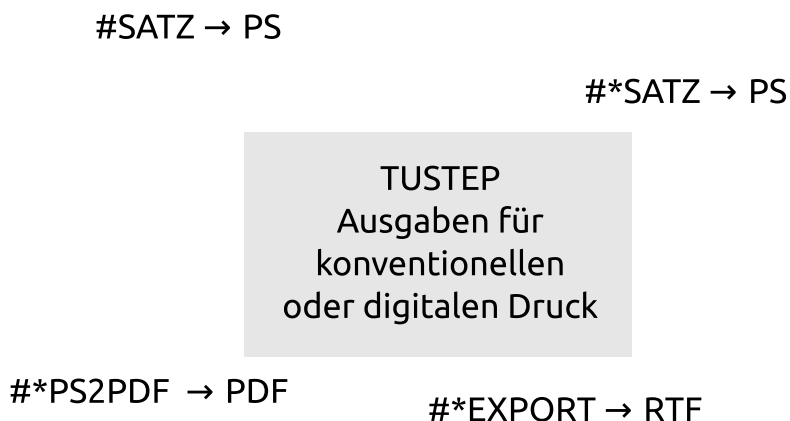 #SATZ → PS
#*SATZ → PS
TUSTEP
Ausgaben für
konventionellen
oder digitalen Druck
#*PS2PDF → PDF
#*EXPORT → RTF